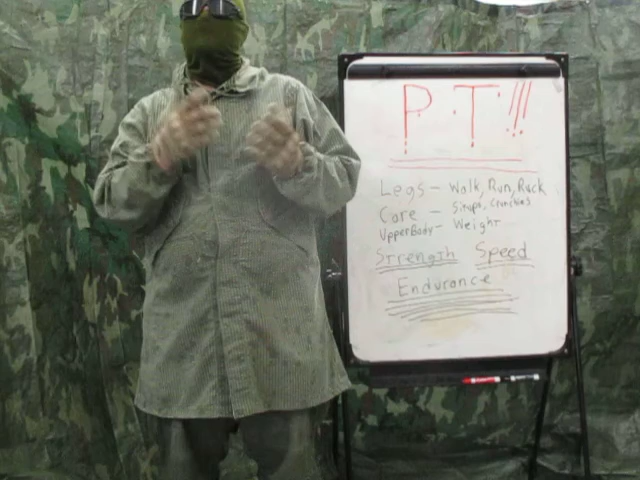 P.T.!!!
Legs - Walk, Run, Ruck
Core - Situps, Crunches
UpperBody - Weight
Strength Speed
Endurance